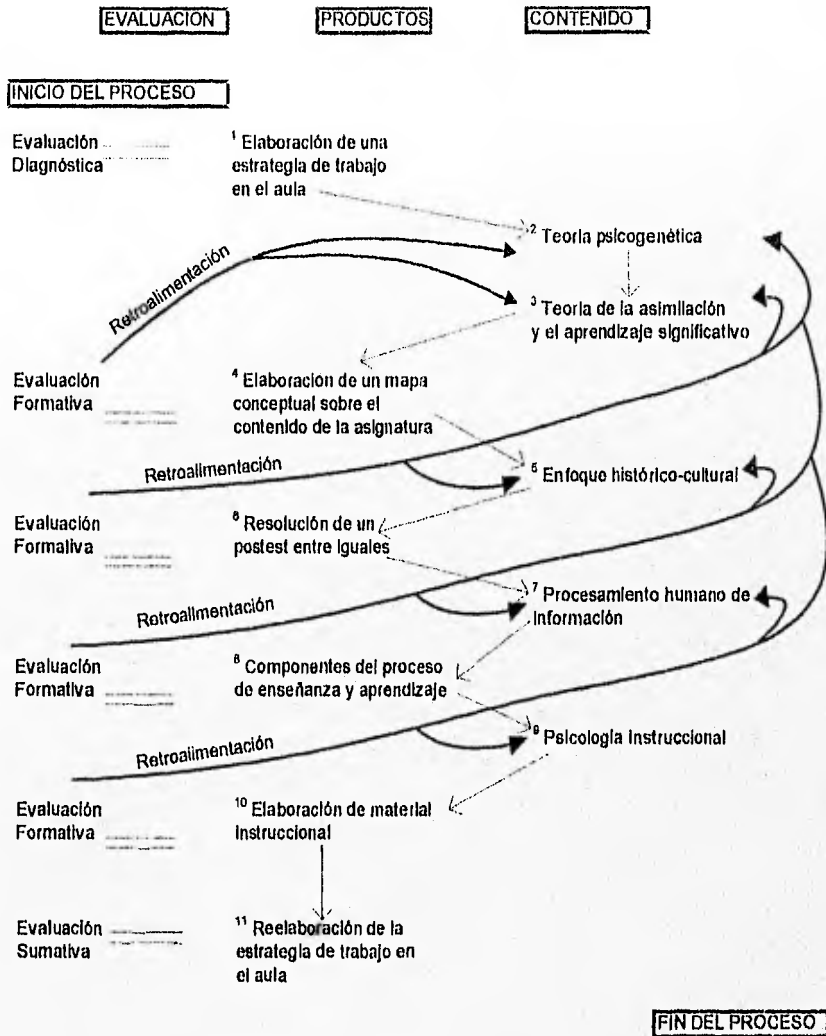 EVALUACION PRODUCTOS CONTENIDO
INICIO DEL PROCESO
Evaluación
Diagnóstica
1 Elaboración de una
estrategia de trabajo
en el aula
2 Teoría psicogenética
Retroalimentación
3 Teoría de la asimilación
y el aprendizaje significativo
Evaluación
Formativa
4 Elaboración de un mapa
conceptual sobre el
contenido de la asignatura
Retroalimentación
5 Enfoque histórico-cultural
Evaluación
Formativa
6 Resolución de un
postest entre iguales
Retroalimentación
7 Procesamiento humano de
información
Evaluación
Formativa
8 Componentes del proceso
de enseñanza y aprendizaje
Retroalimentación
9 Psicología instruccional
Evaluación
Formativa
10 Elaboración de material
instruccional
Evaluación
Sumativa
11 Reelaboración de la
estrategia de trabajo en
el aula
FIN DEL PROCESO